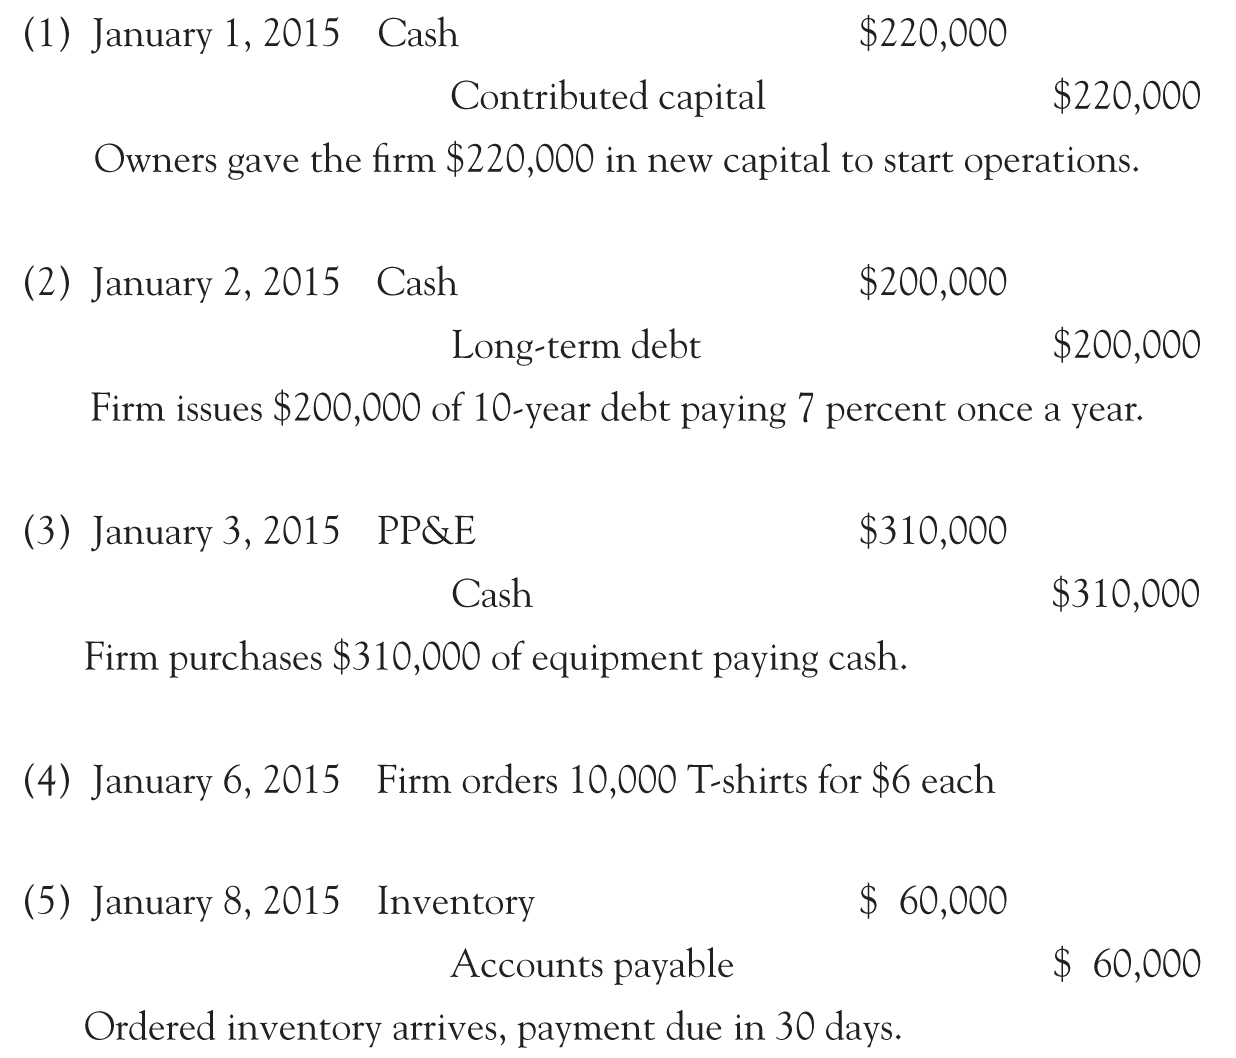 (1) January 1, 2015 Cash $220,000
Contributed capital $220,000
Owners gave the firm $220,000 in new capital to start operations.
(2) January 2, 2015 Cash $200,000
Long-term debt $200,000
Firm issues $200,000 of 10-year debt paying 7 percent once a year.
(3) January 3, 2015 PP&E $310,000
Cash $310,000
Firm purchases $310,000 of equipment paying cash.
(4) January 6, 2015 Firm orders 10,000 T-shirts for $6 each
(5) January 8, 2015 Inventory $ 60,000
Accounts payable $ 60,000
Ordered inventory arrives, payment due in 30 days.